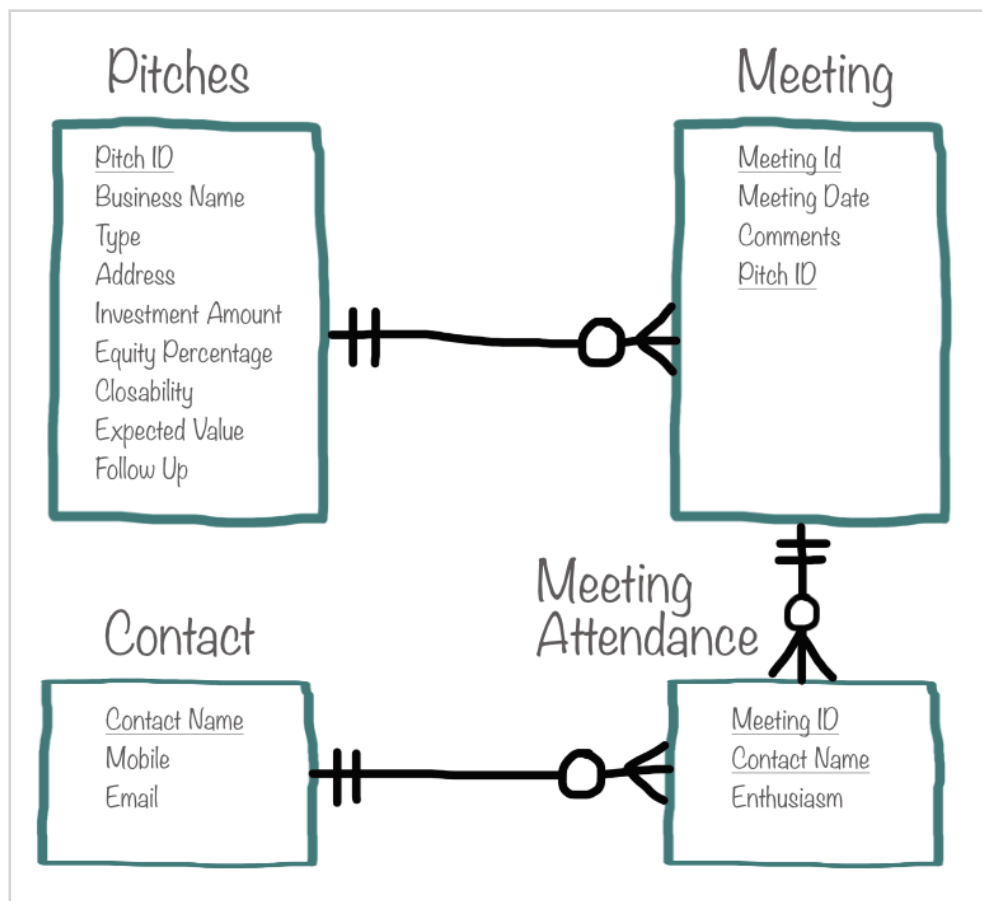 Pitches
Pitch ID
Business Name
Type
Address
Investment Amount
Equity Percentage
Closability
Expected Value
Follow Up
Meeting
Meeting Id
Meeting Date
Comments
Pitch ID
Contact
Contact Name
Mobile
Email
Meeting
Attendance
Meeting ID
Contact Name
Enthusiasm